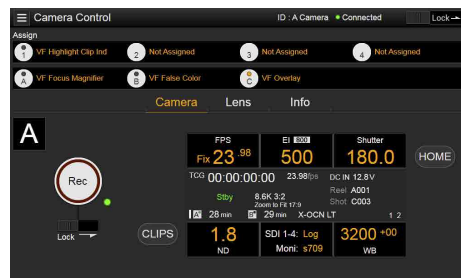 Camera Control
ID : A Camera
Connected
Lock
Assign
1 VF Highlight Clip Ind
2 Not Assigned
3 Not Assigned
4 Not Assigned
A VF Focus Magnifier
B VF False Color
C VF Overlay
Camera Lens Info
A
FPS
Fix 23.98
EI 800
500
Shutter
180.0
HOME
Rec
TCG 00:00:00:00 23.98fps DC IN 12.8V
Stby
8.6K 3:2
Zoom to Fit 17:9
Reel A001
Shot C003
28 min
29 min
X-OCN LT
1 2
Lock
CLIPS
1.8
ND
SDI 1-4: Log
Moni: s709
3200 +00
WB